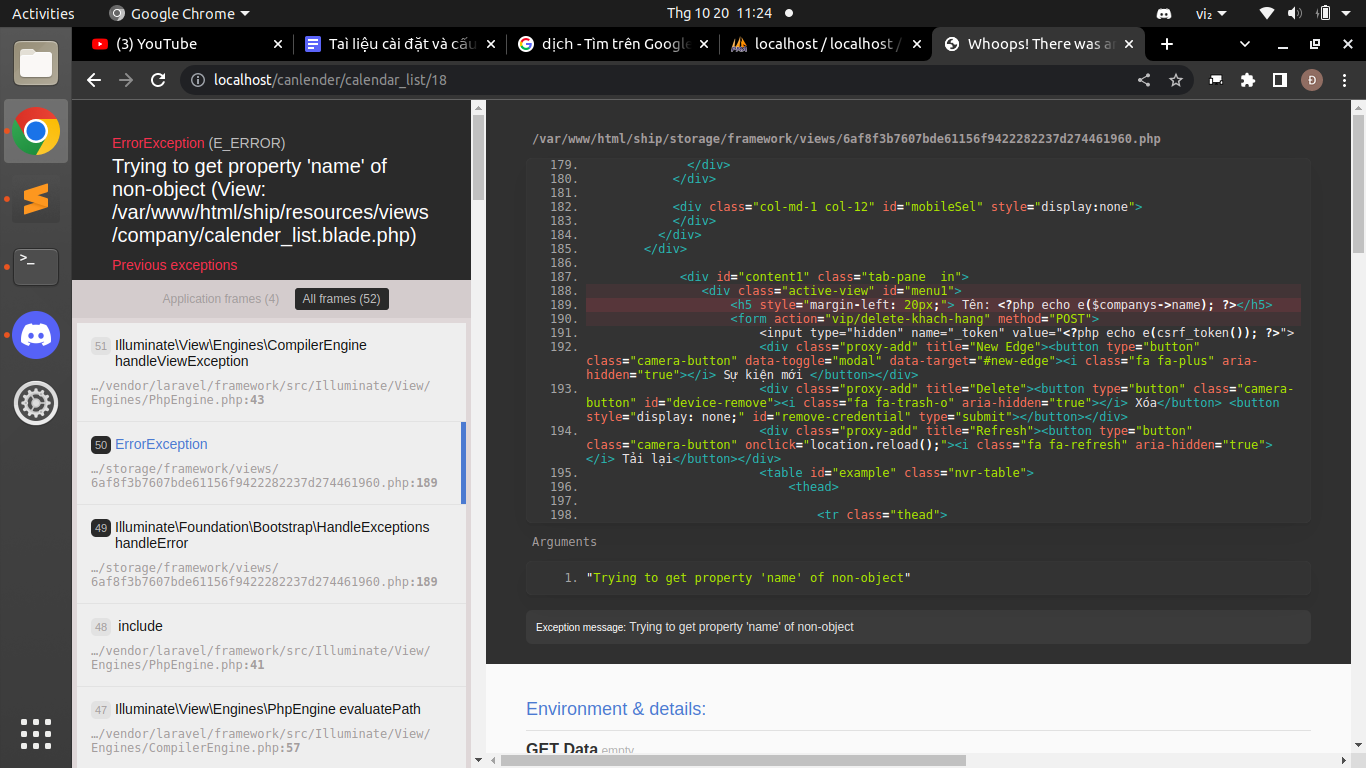 Activities
Google Chrome
Thg 10 20 11:24
vi₂
(3) YouTube
Tài liệu cài đặt và cấu
dịch - Tìm trên Google
localhost / localhost /
Whoops! There was an
localhost/canlender/calendar_list/18
Đ
ErrorException (E_ERROR)
Trying to get property 'name' of
non-object (View:
/var/www/html/ship/resources/views
/company/calender_list.blade.php)
Previous exceptions
Application frames (4)
All frames (52)
51 Illuminate\View\Engines\CompilerEngine
handleViewException
…/vendor/laravel/framework/src/Illuminate/View/
Engines/PhpEngine.php:43
50 ErrorException
…/storage/framework/views/
6af8f3b7607bde61156f9422282237d274461960.php:189
49 Illuminate\Foundation\Bootstrap\HandleExceptions
handleError
…/storage/framework/views/
6af8f3b7607bde61156f9422282237d274461960.php:189
48 include
…/vendor/laravel/framework/src/Illuminate/View/
Engines/PhpEngine.php:41
47 Illuminate\View\Engines\PhpEngine evaluatePath
…/vendor/laravel/framework/src/Illuminate/View/
Engines/CompilerEngine.php:57
/var/www/html/ship/storage/framework/views/6af8f3b7607bde61156f9422282237d274461960.php
179. </div>
180. </div>
181.
182. <div class="col-md-1 col-12" id="mobileSel" style="display:none">
183. </div>
184. </div>
185. </div>
186.
187. <div id="content1" class="tab-pane  in">
188. <div class="active-view" id="menu1">
189. <h5 style="margin-left: 20px;"> Tên: <?php echo e($companys->name); ?></h5>
190. <form action="vip/delete-khach-hang" method="POST">
191. <input type="hidden" name="_token" value="<?php echo e(csrf_token()); ?>">
192. <div class="proxy-add" title="New Edge"><button type="button"
class="camera-button" data-toggle="modal" data-target="#new-edge"><i class="fa fa-plus" aria-
hidden="true"></i> Sự kiện mới </button></div>
193. <div class="proxy-add" title="Delete"><button type="button" class="camera-
button" id="device-remove"><i class="fa fa-trash-o" aria-hidden="true"></i> Xóa</button> <button
style="display: none;" id="remove-credential" type="submit"></button></div>
194. <div class="proxy-add" title="Refresh"><button type="button"
class="camera-button" onclick="location.reload();"><i class="fa fa-refresh" aria-hidden="true">
</i> Tải lại</button></div>
195. <table id="example" class="nvr-table">
196. <thead>
197.
198. <tr class="thead">
Arguments
1. "Trying to get property 'name' of non-object"
Exception message: Trying to get property 'name' of non-object
Environment & details:
GET Data empty